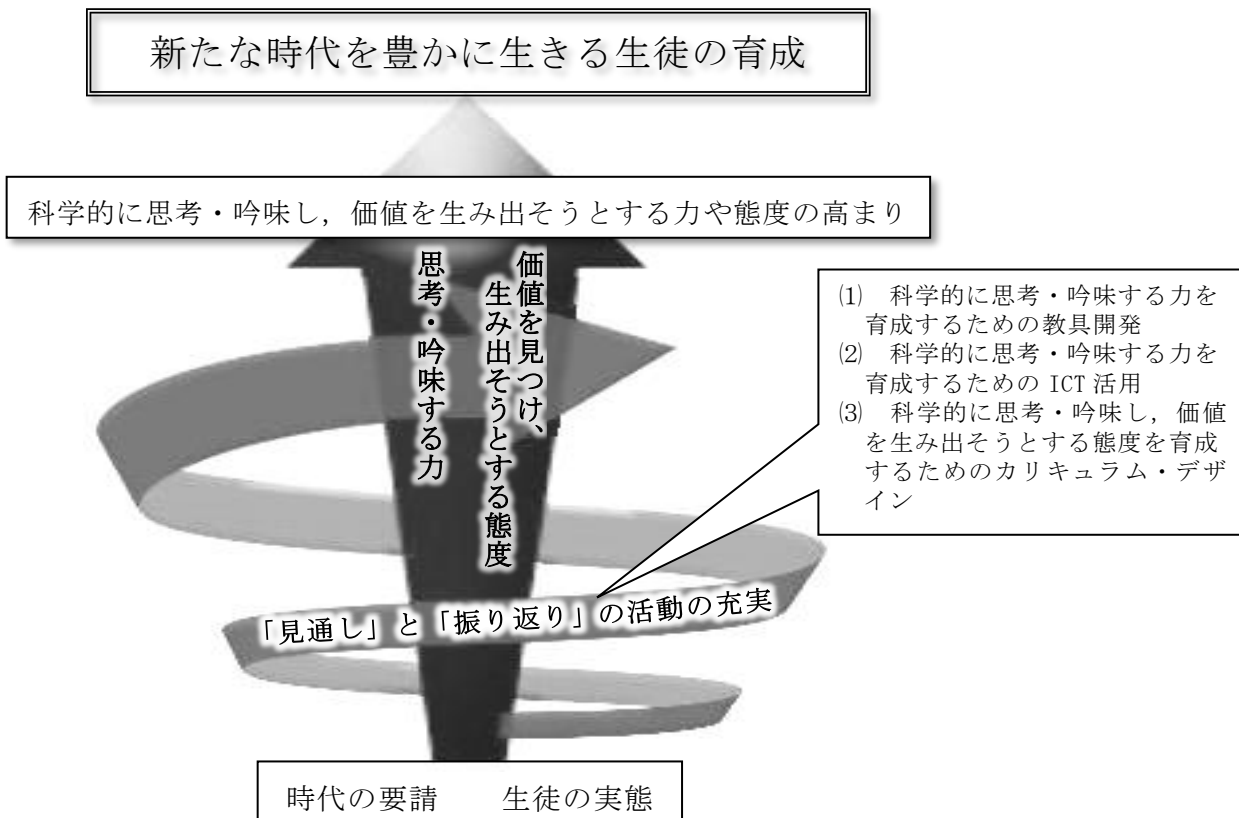 新たな時代を豊かに生きる生徒の育成
科学的に思考・吟味し，価値を生み出そうとする力や態度の高まり
価値を見つけ、
生み出そうとする態度
思考・吟味する力
⑴　科学的に思考・吟味する力を
育成するための教具開発
⑵　科学的に思考・吟味する力を
育成するための ICT 活用
⑶　科学的に思考・吟味し，価値
を生み出そうとする態度を育成
するためのカリキュラム・デザ
イン
「見通し」と「振り返り」の活動の充実
時代の要請　　生徒の実態